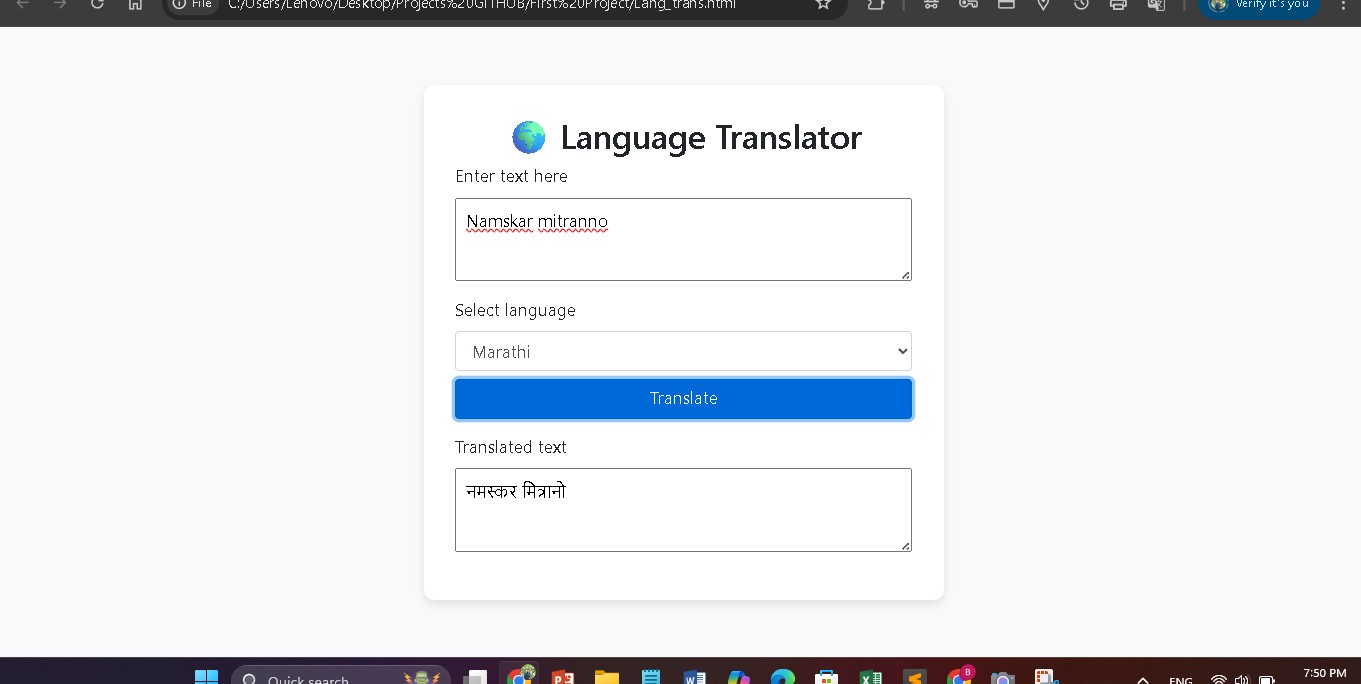 File
C:/Users/Lenovo/Desktop/Projects%20GITHUB/First%20Project/Lang_trans.html
Verify it's you
Language Translator
Enter text here
Namskar mitranno
Select language
Marathi
Translate
Translated text
नमस्कर मित्रानो
Quick search
ENG
7:50 PM